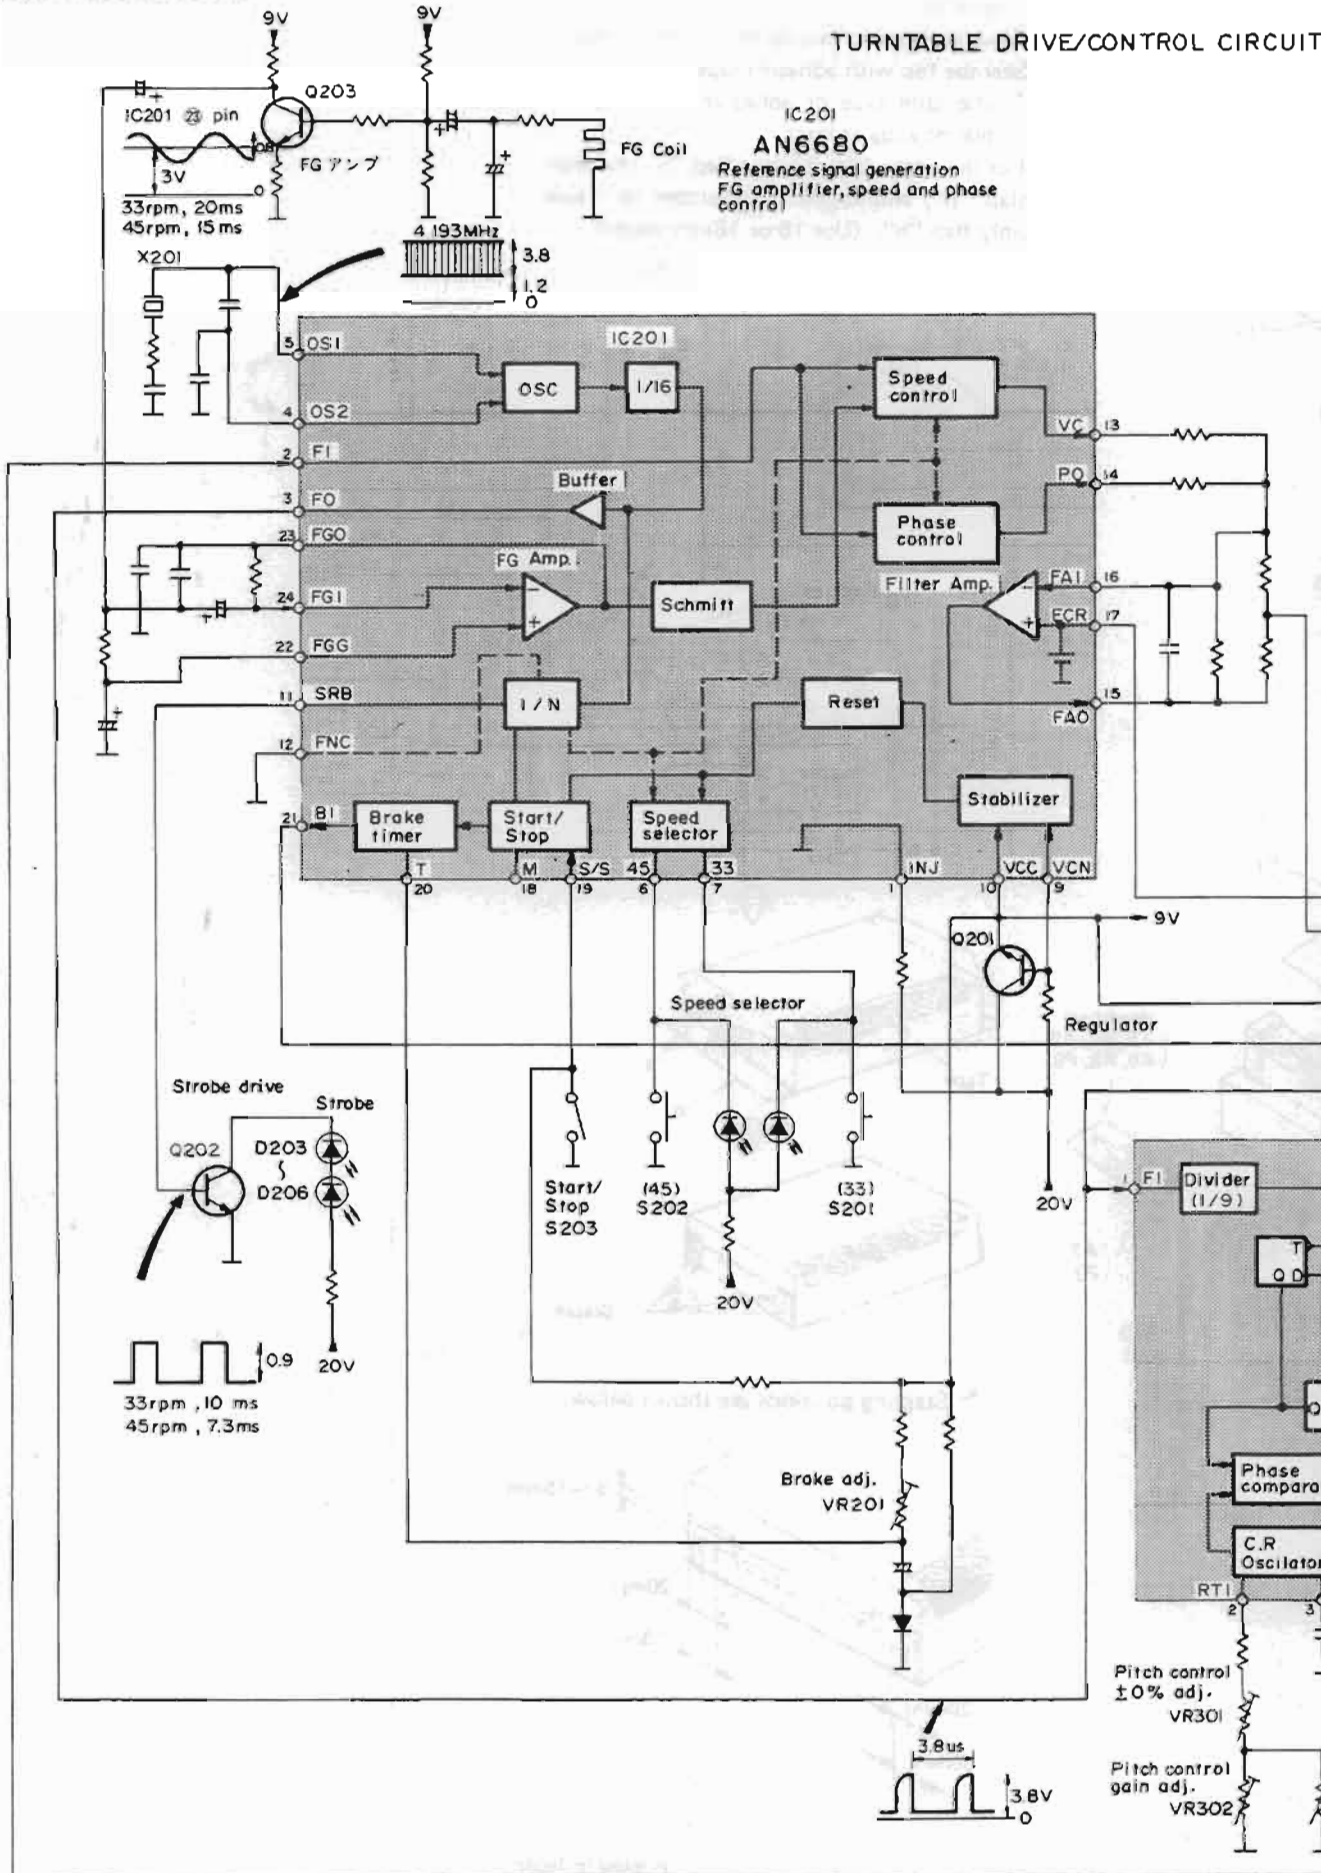 TURNTABLE DRIVE/CONTROL CIRCUIT
9V
9V
Q203
IC201 ㉓ pin
FG アンプ
3V
0
33rpm, 20ms
45rpm, 15ms
FG Coil
IC201
AN6680
Reference signal generation
FG amplifier, speed and phase
control
4.193MHz
3.8
1.2
0
X201
IC201
5 OS1
OSC
1/16
Speed
control
4 OS2
VC 13
2 FI
PO 14
3 FO
Buffer
Phase
control
23 FGO
FG Amp.
Filter Amp.
FAI 16
24 FGI
Schmitt
ECR 17
22 FGG
11 SRB
1/N
Reset
FAO 15
12 FNC
Stabilizer
21 BI
Brake
timer
Start/
Stop
Speed
selector
T
20
M
18
S/S
19
45
6
33
7
INJ
1
VCC
10
VCN
9
9V
Q201
Speed selector
Regulator
Strobe drive
Strobe
Q202
D203
~
D206
Start/
Stop
S203
(45)
S202
(33)
S201
20V
1 FI
Divider
(1/9)
T
Q D
20V
20V
0.9
33rpm, 10 ms
45rpm, 7.3ms
Q
Brake adj.
VR201
Phase
compara
C.R
Oscilator
RT1
2
3
Pitch control
±0% adj.
VR301
3.8us
3.8V
0
Pitch control
gain adj.
VR302